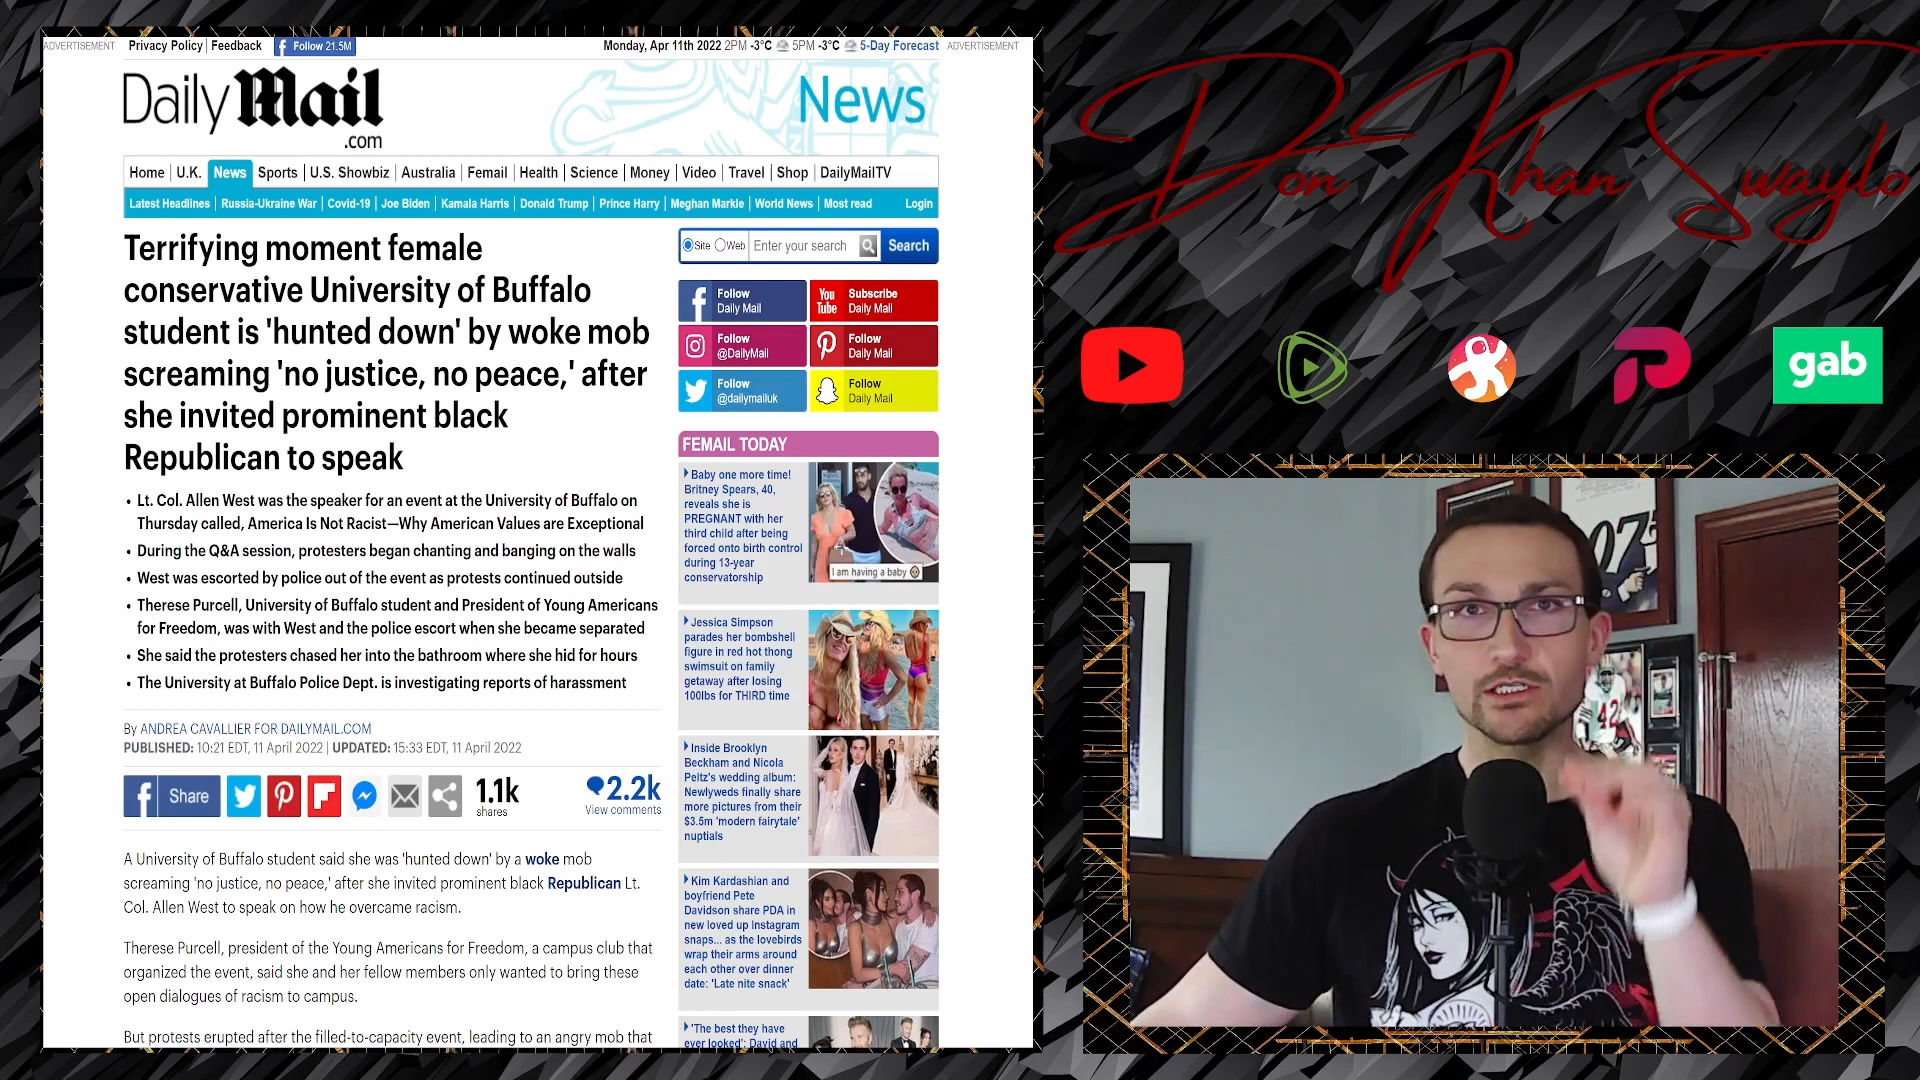 ADVERTISEMENT
Privacy Policy | Feedback
Follow 21.5M
Monday, Apr 11th 2022 2PM -3°C 5PM -3°C 5-Day Forecast
ADVERTISEMENT
Daily Mail
.com
News
Home | U.K. | News | Sports | U.S. Showbiz | Australia | Femail | Health | Science | Money | Video | Travel | Shop | DailyMailTV
Latest Headlines | Russia-Ukraine War | Covid-19 | Joe Biden | Kamala Harris | Donald Trump | Prince Harry | Meghan Markle | World News | Most read
Login
Terrifying moment female
conservative University of Buffalo
student is 'hunted down' by woke mob
screaming 'no justice, no peace,' after
she invited prominent black
Republican to speak
• Lt. Col. Allen West was the speaker for an event at the University of Buffalo on
Thursday called, America Is Not Racist—Why American Values are Exceptional
• During the Q&A session, protesters began chanting and banging on the walls
• West was escorted by police out of the event as protests continued outside
• Therese Purcell, University of Buffalo student and President of Young Americans
for Freedom, was with West and the police escort when she became separated
• She said the protesters chased her into the bathroom where she hid for hours
• The University at Buffalo Police Dept. is investigating reports of harassment
By ANDREA CAVALLIER FOR DAILYMAIL.COM
PUBLISHED: 10:21 EDT, 11 April 2022 | UPDATED: 15:33 EDT, 11 April 2022
Share
1.1k
shares
2.2k
View comments
A University of Buffalo student said she was 'hunted down' by a woke mob
screaming 'no justice, no peace,' after she invited prominent black Republican Lt.
Col. Allen West to speak on how he overcame racism.
Therese Purcell, president of the Young Americans for Freedom, a campus club that
organized the event, said she and her fellow members only wanted to bring these
open dialogues of racism to campus.
But protests erupted after the filled-to-capacity event, leading to an angry mob that
Site Web Enter your search Search
Follow
Daily Mail
You Tube
Subscribe
Daily Mail
Follow
@DailyMail
Follow
Daily Mail
Follow
@dailymailuk
Follow
Daily Mail
FEMAIL TODAY
Baby one more time!
Britney Spears, 40,
reveals she is
PREGNANT with her
third child after being
forced onto birth control
during 13-year
conservatorship
I am having a baby
Jessica Simpson
parades her bombshell
figure in red hot thong
swimsuit on family
getaway after losing
100lbs for THIRD time
Inside Brooklyn
Beckham and Nicola
Peltz's wedding album:
Newlyweds finally share
more pictures from their
$3.5m 'modern fairytale'
nuptials
Kim Kardashian and
boyfriend Pete
Davidson share PDA in
new loved up Instagram
snaps... as the lovebirds
wrap their arms around
each other over dinner
date: 'Late nite snack'
'The best they have
ever looked': David and
Don Khan Swaylo
gab
007
42